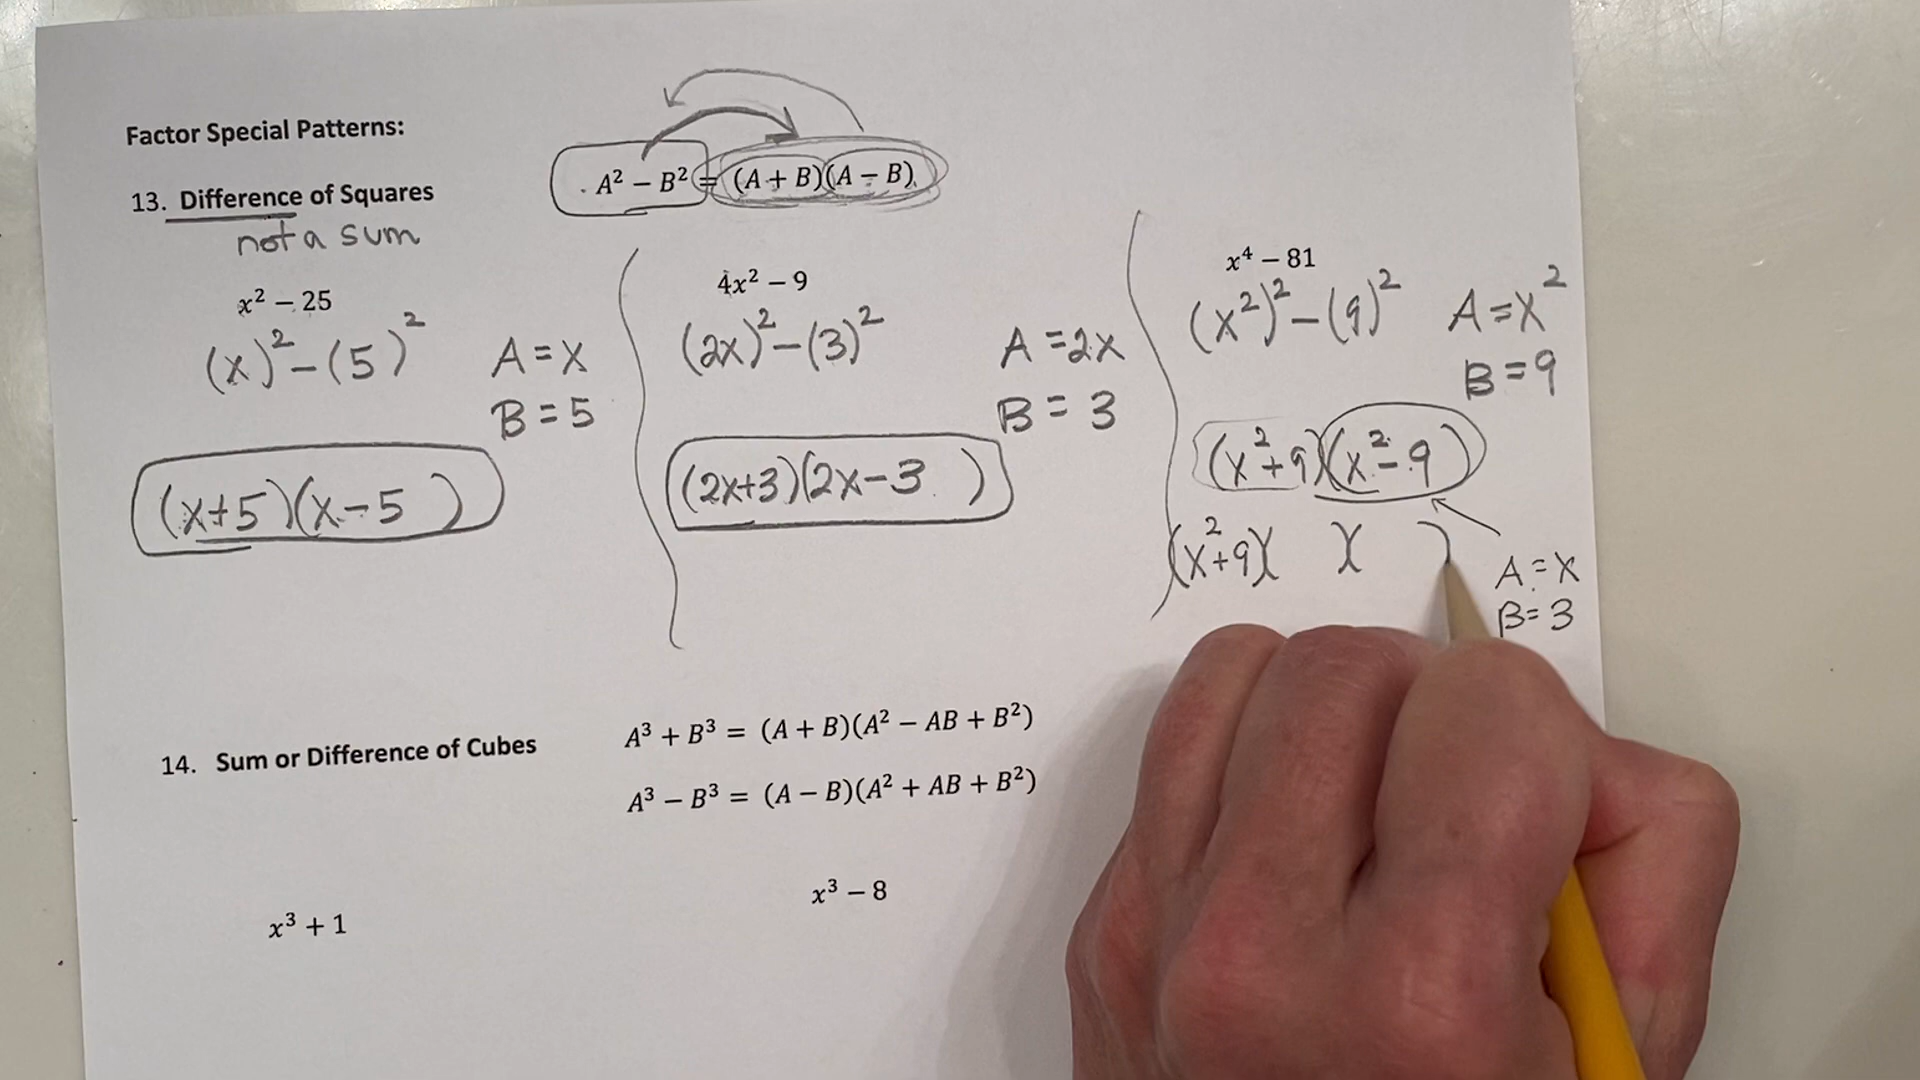 Factor Special Patterns:
13. Difference of Squares
A² − B² = (A + B)(A − B)
not a sum
x² − 25
(x)² − (5)²
A = x
B = 5
(x+5)(x−5)
4x² − 9
(2x)² − (3)²
A = 2x
B = 3
(2x+3)(2x−3)
x⁴ − 81
(x²)² − (9)²
A = x²
B = 9
(x²+9)(x²−9)
(x²+9)( )( )
A = x
B = 3
14. Sum or Difference of Cubes
A³ + B³ = (A + B)(A² − AB + B²)
A³ − B³ = (A − B)(A² + AB + B²)
x³ + 1
x³ − 8